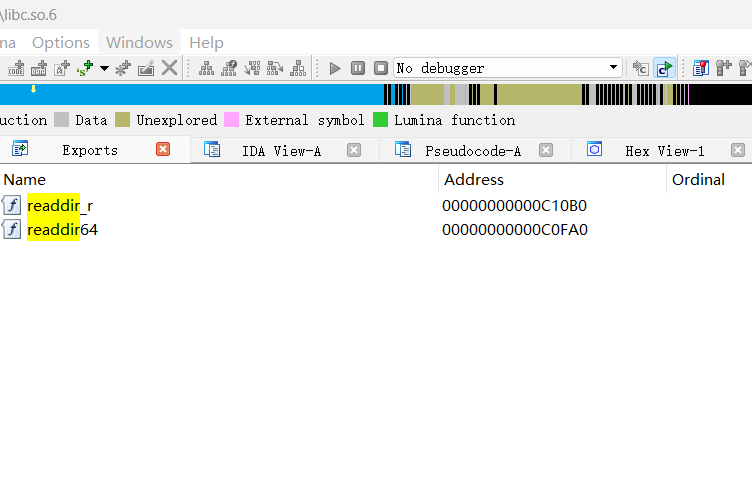 \libc.so.6
na Options Windows Help
No debugger
uction Data Unexplored External symbol Lumina function
Exports IDA View-A Pseudocode-A Hex View-1
Name Address Ordinal
readdir_r 00000000000C10B0
readdir64 00000000000C0FA0